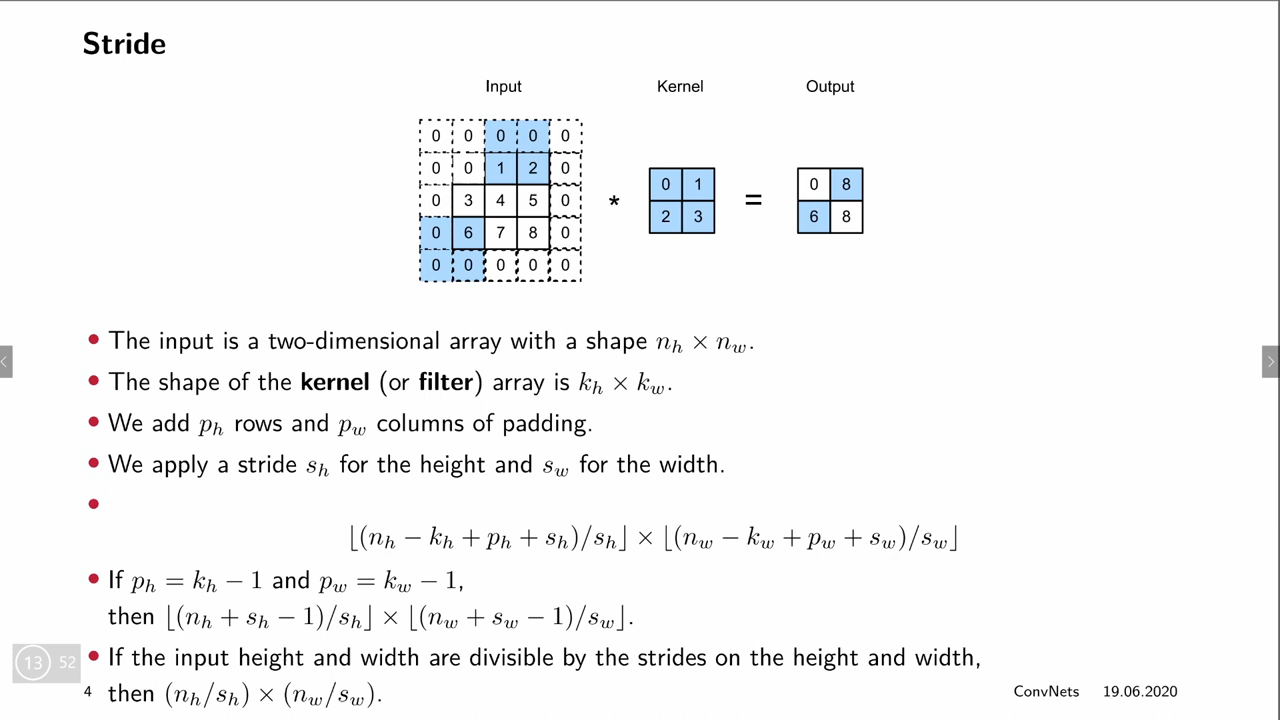 Stride
Input Kernel Output
0 0 0 0 0
0 0 1 2 0
0 3 4 5 0
0 6 7 8 0
0 0 0 0 0
*
0 1
2 3
=
0 8
6 8
• The input is a two-dimensional array with a shape n_h × n_w.
• The shape of the kernel (or filter) array is k_h × k_w.
• We add p_h rows and p_w columns of padding.
• We apply a stride s_h for the height and s_w for the width.
•
⌊(n_h − k_h + p_h + s_h)/s_h⌋ × ⌊(n_w − k_w + p_w + s_w)/s_w⌋
• If p_h = k_h − 1 and p_w = k_w − 1,
then ⌊(n_h + s_h − 1)/s_h⌋ × ⌊(n_w + s_w − 1)/s_w⌋.
• If the input height and width are divisible by the strides on the height and width,
then (n_h/s_h) × (n_w/s_w).
13 52
4
ConvNets 19.06.2020